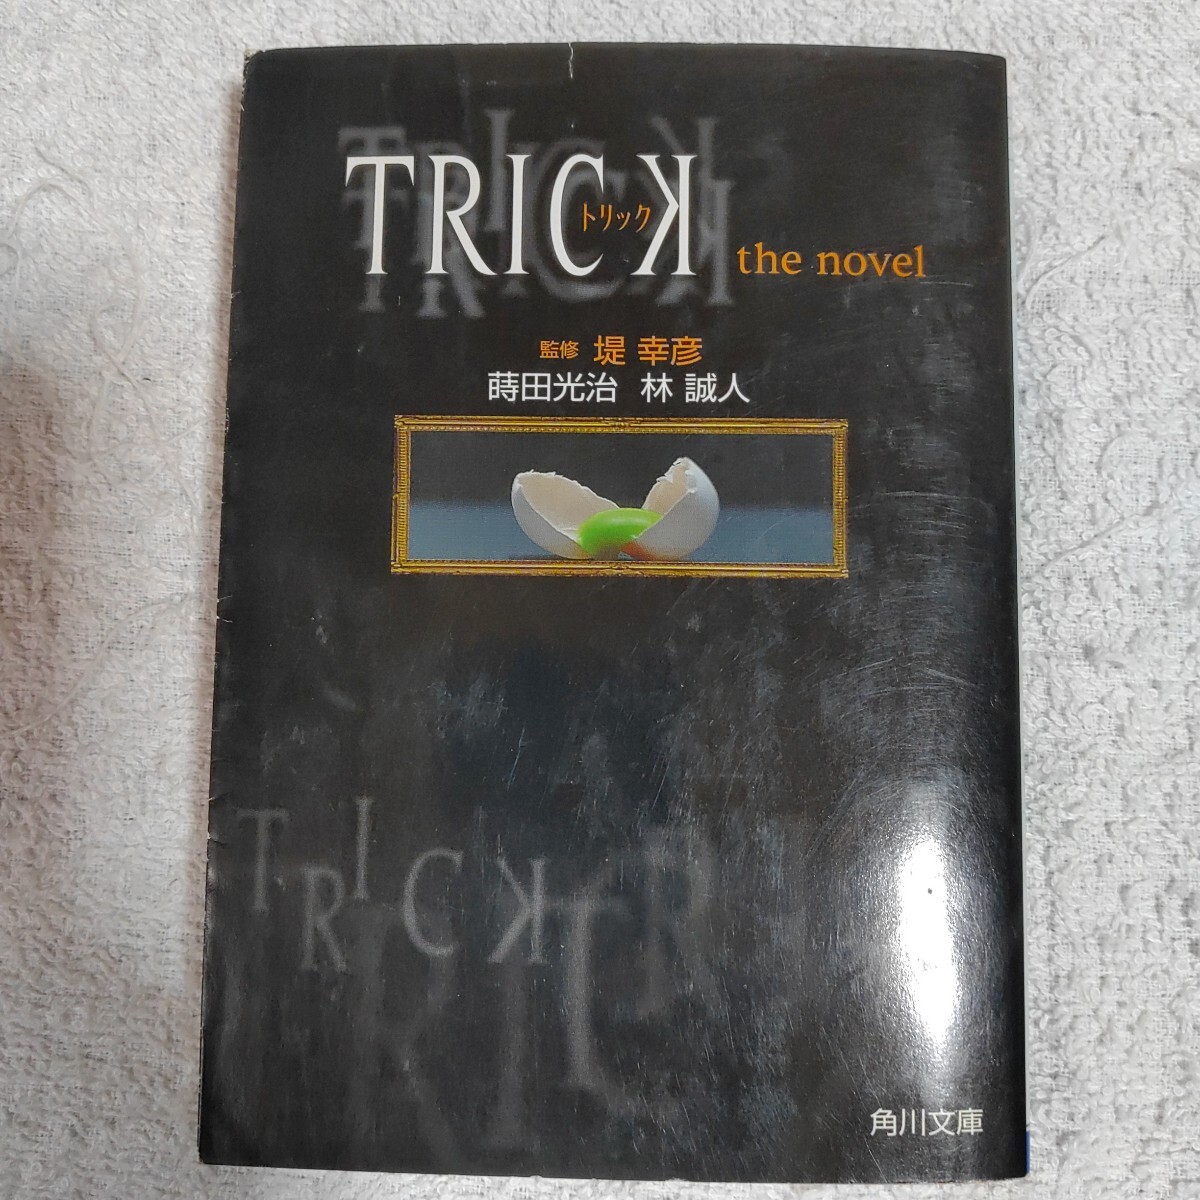 TRICK
トリック
the novel
監修 堤 幸彦
蒔田光治 林 誠人
TRICK
角川文庫